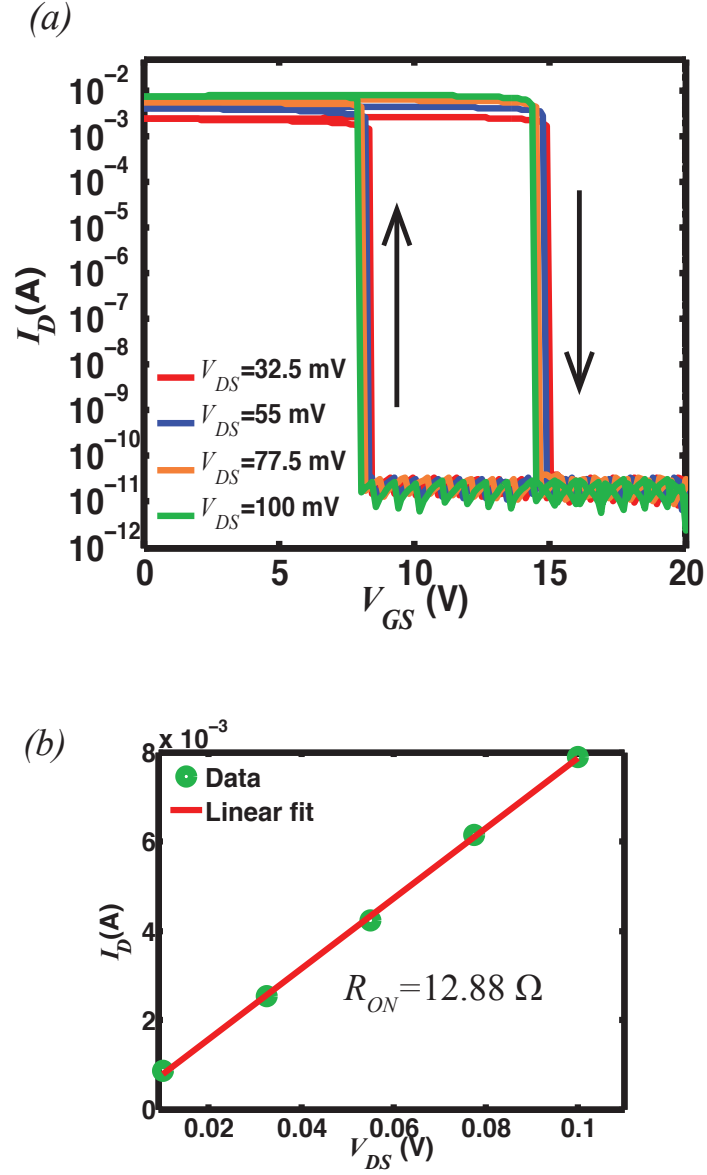 (a)
10⁻²
10⁻³
10⁻⁴
10⁻⁵
10⁻⁶
10⁻⁷
10⁻⁸
10⁻⁹
10⁻¹⁰
10⁻¹¹
10⁻¹²
I_D(A)
V_DS=32.5 mV
V_DS=55 mV
V_DS=77.5 mV
V_DS=100 mV
0 5 10 15 20
V_GS (V)
(b)
x 10⁻³
8
6
4
2
0
I_D(A)
Data
Linear fit
R_ON=12.88 Ω
0.02 0.04 0.06 0.08 0.1
V_DS (V)